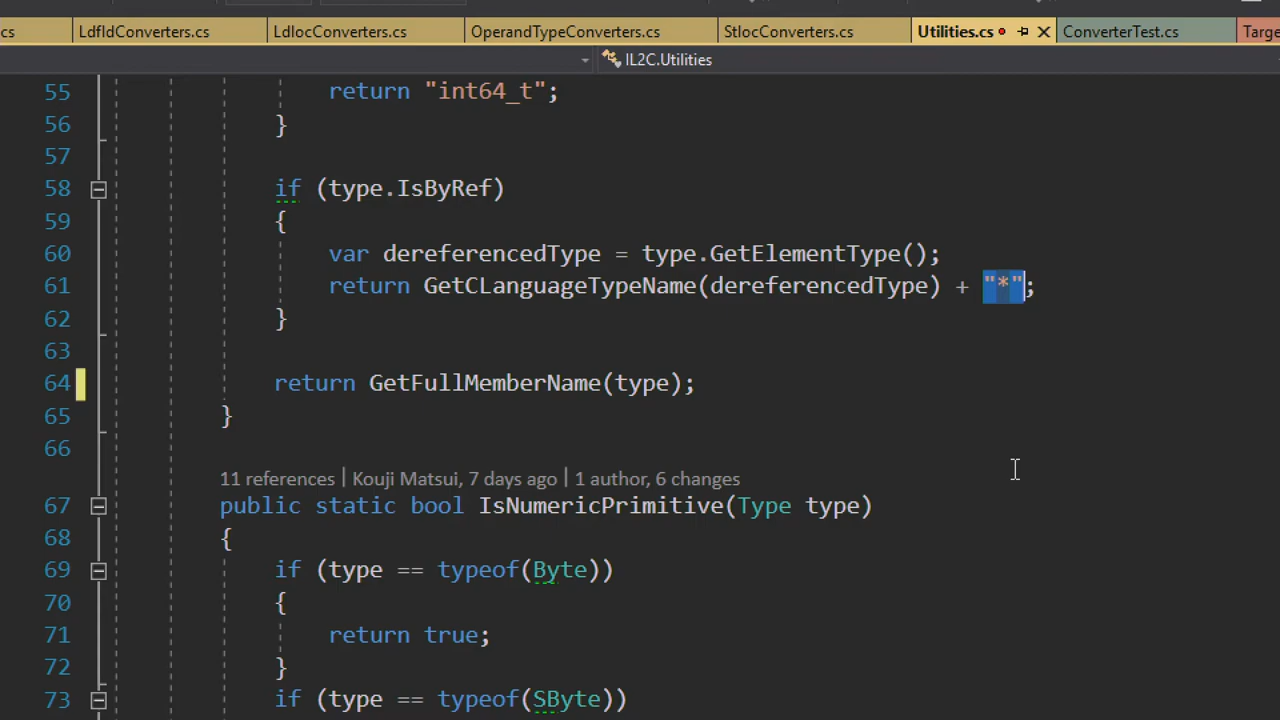 cs
LdfldConverters.cs
LdlocConverters.cs
OperandTypeConverters.cs
StlocConverters.cs
Utilities.cs
ConverterTest.cs
Targe
IL2C.Utilities
55 return "int64_t";
56 }
57
58 if (type.IsByRef)
59 {
60 var dereferencedType = type.GetElementType();
61 return GetCLanguageTypeName(dereferencedType) + "*";
62 }
63
64 return GetFullMemberName(type);
65 }
66
11 references | Kouji Matsui, 7 days ago | 1 author, 6 changes
67 public static bool IsNumericPrimitive(Type type)
68 {
69 if (type == typeof(Byte))
70 {
71 return true;
72 }
73 if (type == typeof(SByte))